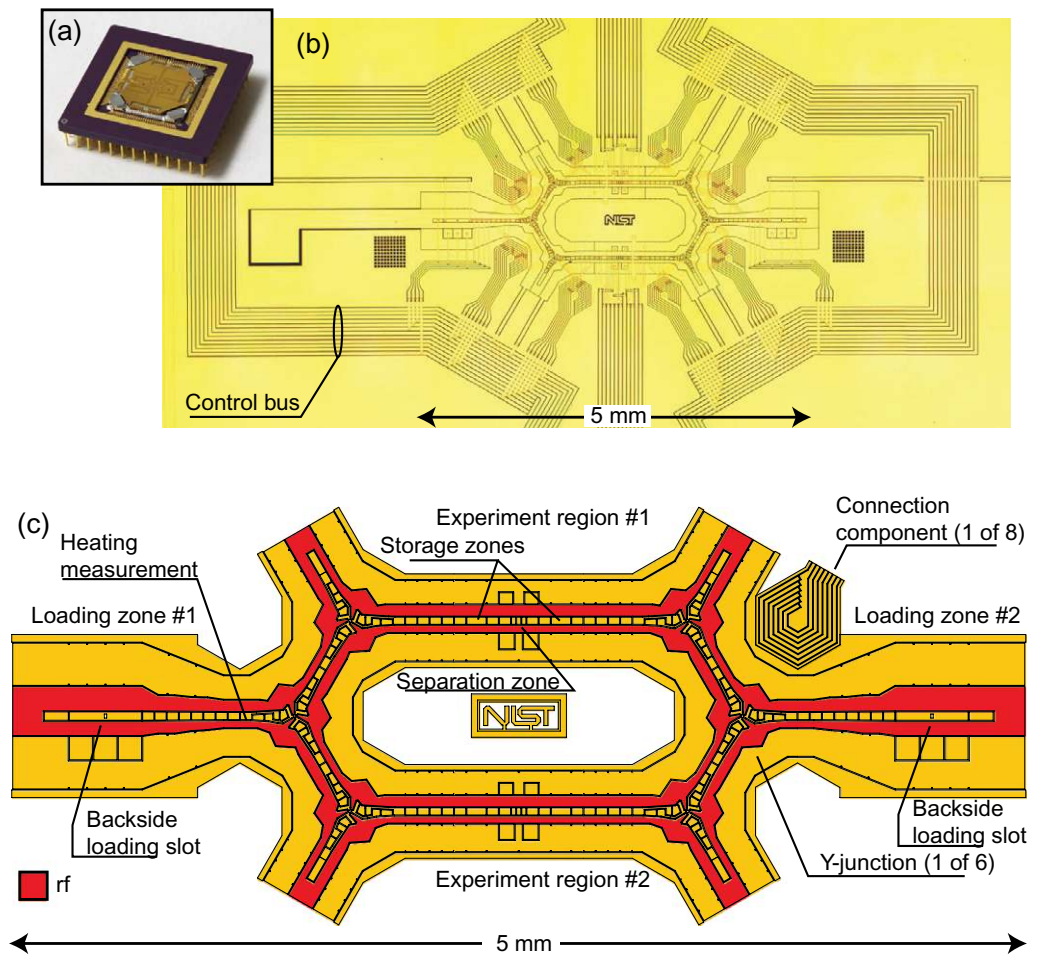 (a)
(b)
NIST
Control bus
5 mm
(c)
Experiment region #1
Connection
component (1 of 8)
Heating
measurement
Storage zones
Loading zone #1
Loading zone #2
Separation zone
NIST
Backside
loading slot
Backside
loading slot
Y-junction (1 of 6)
rf
Experiment region #2
5 mm